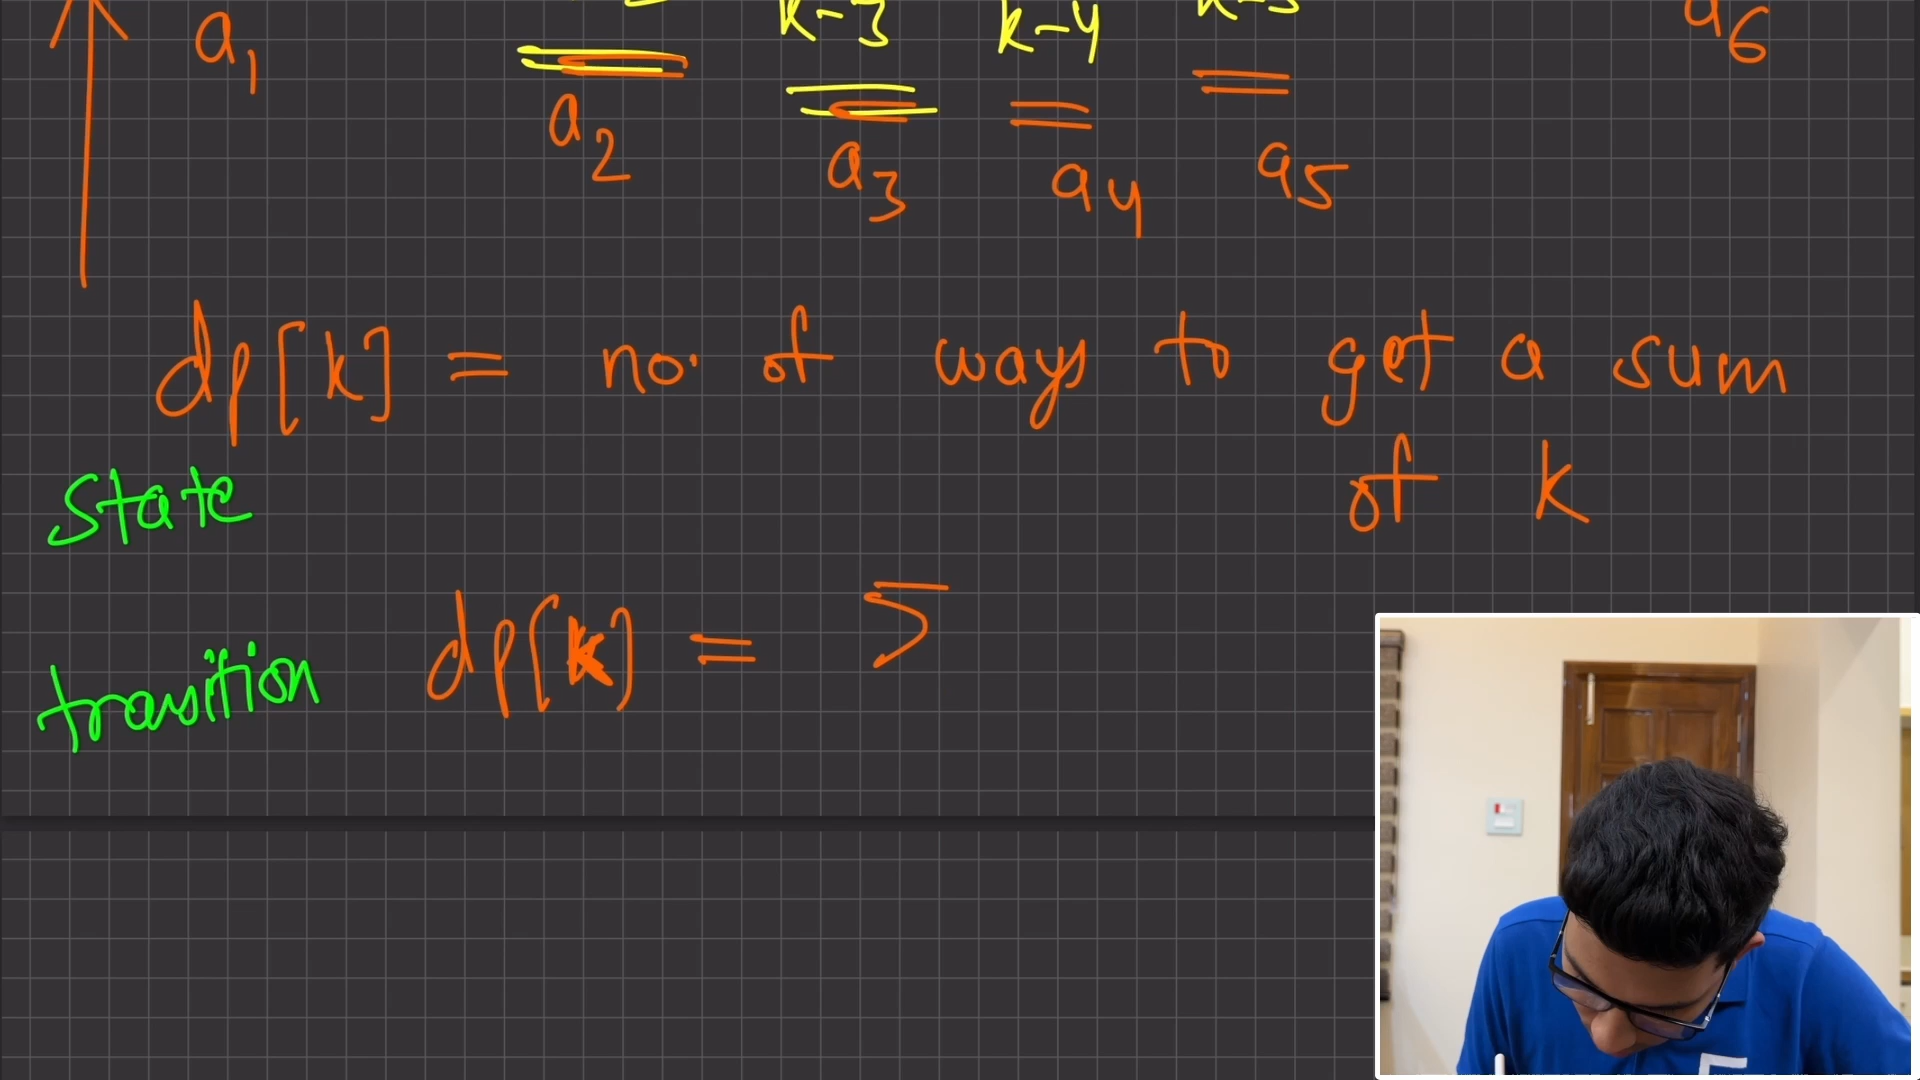 k-3 k-4 k-5
a1 a2 a3 a4 a5 a6
dp[k] = no. of ways to get a sum
of k
state
transition dp[k] = Σ